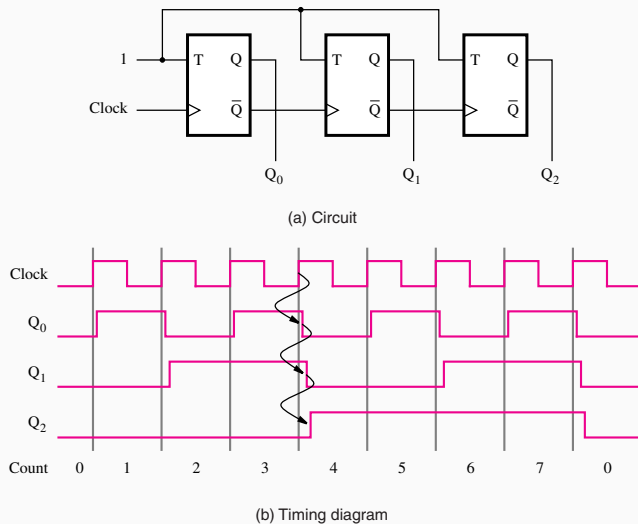 1 T Q T Q T Q
Clock Q̅ Q̅ Q̅
Q0 Q1 Q2
(a) Circuit
Clock
Q0
Q1
Q2
Count 0 1 2 3 4 5 6 7 0
(b) Timing diagram